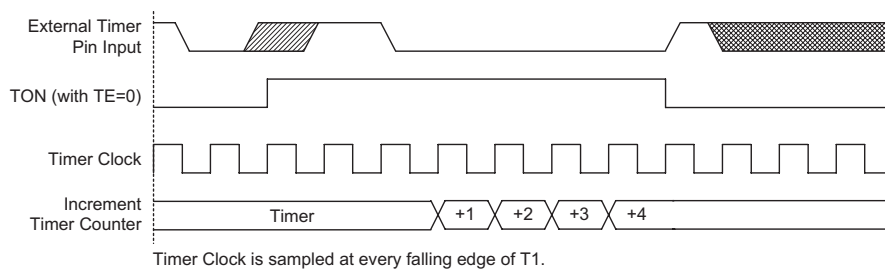 External Timer
Pin Input
TON (with TE=0)
Timer Clock
Increment
Timer Counter
Timer
+1
+2
+3
+4
Timer Clock is sampled at every falling edge of T1.